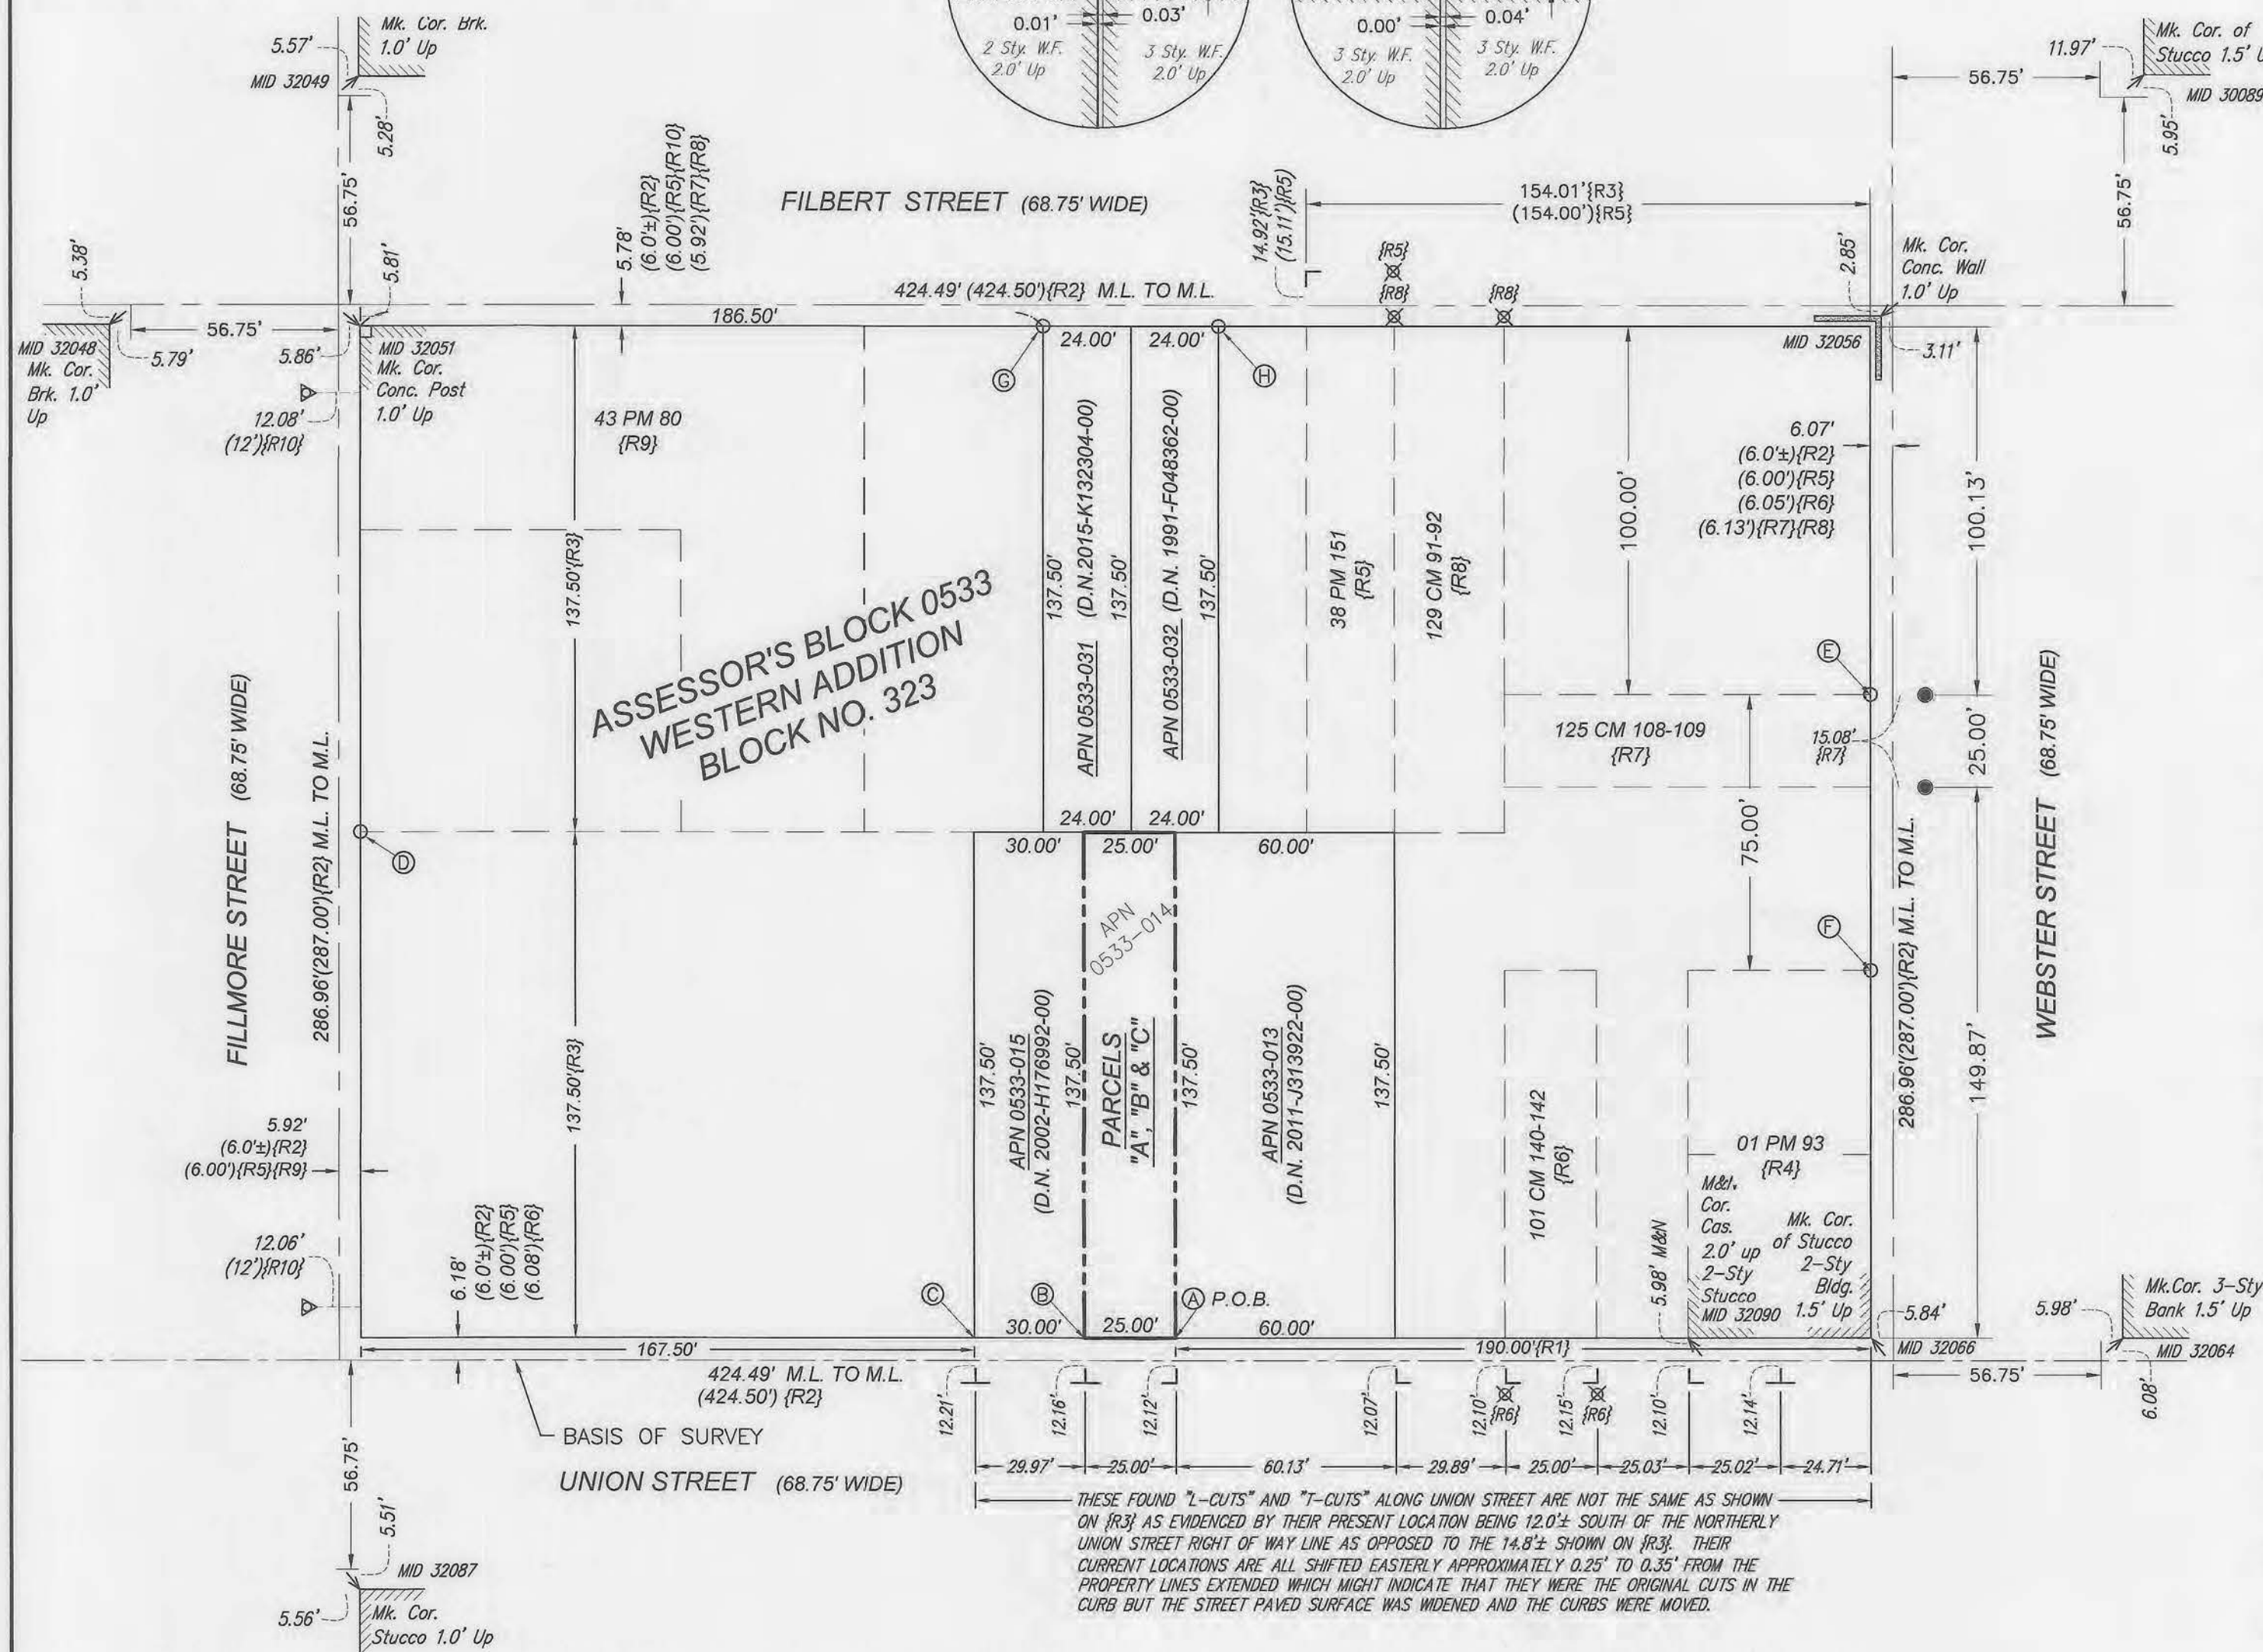 Mk. Cor. Brk.
1.0' Up
5.57'
MID 32049
5.28'
56.75'
0.01'
0.03'
2 Sty. W.F.
2.0' Up
3 Sty. W.F.
2.0' Up
0.00'
0.04'
3 Sty. W.F.
2.0' Up
3 Sty. W.F.
2.0' Up
11.97'
Mk. Cor. of
Stucco 1.5' U
56.75'
MID 30089
5.95'
56.75'
5.78'
(6.0'±){R2}
(6.00'){R5}{R10}
(5.92'){R7}{R8}
FILBERT STREET (68.75' WIDE)
14.92'{R3}
(15.11'){R5}
154.01'{R3}
(154.00'){R5}
{R5}
{R8}
{R8}
2.85'
Mk. Cor.
Conc. Wall
1.0' Up
5.38'
5.81'
424.49' (424.50'){R2} M.L. TO M.L.
56.75'
186.50'
MID 32048
Mk. Cor.
Brk. 1.0'
Up
5.79'
5.86'
MID 32051
Mk. Cor.
Conc. Post
1.0' Up
12.08'
(12'){R10}
24.00'
24.00'
G
H
MID 32056
3.11'
43 PM 80
{R9}
6.07'
(6.0'±){R2}
(6.00'){R5}
(6.05'){R6}
(6.13'){R7}{R8}
137.50'{R3}
137.50'
APN 0533-031 (D.N.2015-K132304-00)
137.50'
APN 0533-032 (D.N. 1991-F048362-00)
137.50'
38 PM 151
{R5}
129 CM 91-92
{R8}
100.00'
100.13'
ASSESSOR'S BLOCK 0533
WESTERN ADDITION
BLOCK NO. 323
E
125 CM 108-109
{R7}
15.08'
{R7}
25.00'
FILLMORE STREET (68.75' WIDE)
286.96'(287.00'){R2} M.L. TO M.L.
WEBSTER STREET (68.75' WIDE)
75.00'
24.00'
24.00'
D
30.00'
25.00'
60.00'
APN
0533-014
F
137.50'{R3}
137.50'
APN 0533-015
(D.N. 2002-H176992-00)
137.50'
PARCELS
"A", "B" & "C"
137.50'
APN 0533-013
(D.N. 2011-J313922-00)
137.50'
101 CM 140-142
{R6}
286.96'(287.00'){R2} M.L. TO M.L.
149.87'
5.92'
(6.0'±){R2}
(6.00'){R5}{R9}
01 PM 93
{R4}
12.06'
(12'){R10}
6.18'
(6.0'±){R2}
(6.00'){R5}
(6.08'){R6}
5.98' M&N
Cor.
Cas.
2.0' up
2-Sty
Stucco
MID 32090
Mk. Cor.
of Stucco
2-Sty
Bldg.
1.5' Up
C
B
A P.O.B.
30.00'
25.00'
60.00'
5.84'
5.98'
Mk.Cor. 3-Sty
Bank 1.5' Up
167.50'
190.00'{R1}
MID 32066
MID 32064
56.75'
6.08'
424.49' M.L. TO M.L.
(424.50') {R2}
12.21'
12.16'
12.12'
12.07'
12.10'
{R6}
12.15'
{R6}
12.10'
12.14'
BASIS OF SURVEY
UNION STREET (68.75' WIDE)
29.97'
25.00'
60.13'
29.89'
25.00'
25.03'
25.02'
24.71'
THESE FOUND "L-CUTS" AND "T-CUTS" ALONG UNION STREET ARE NOT THE SAME AS SHOWN
ON {R3} AS EVIDENCED BY THEIR PRESENT LOCATION BEING 12.0'± SOUTH OF THE NORTHERLY
UNION STREET RIGHT OF WAY LINE AS OPPOSED TO THE 14.8'± SHOWN ON {R3}. THEIR
CURRENT LOCATIONS ARE ALL SHIFTED EASTERLY APPROXIMATELY 0.25' TO 0.35' FROM THE
PROPERTY LINES EXTENDED WHICH MIGHT INDICATE THAT THEY WERE THE ORIGINAL CUTS IN THE
CURB BUT THE STREET PAVED SURFACE WAS WIDENED AND THE CURBS WERE MOVED.
56.75'
5.51'
MID 32087
5.56'
Mk. Cor.
Stucco 1.0' Up